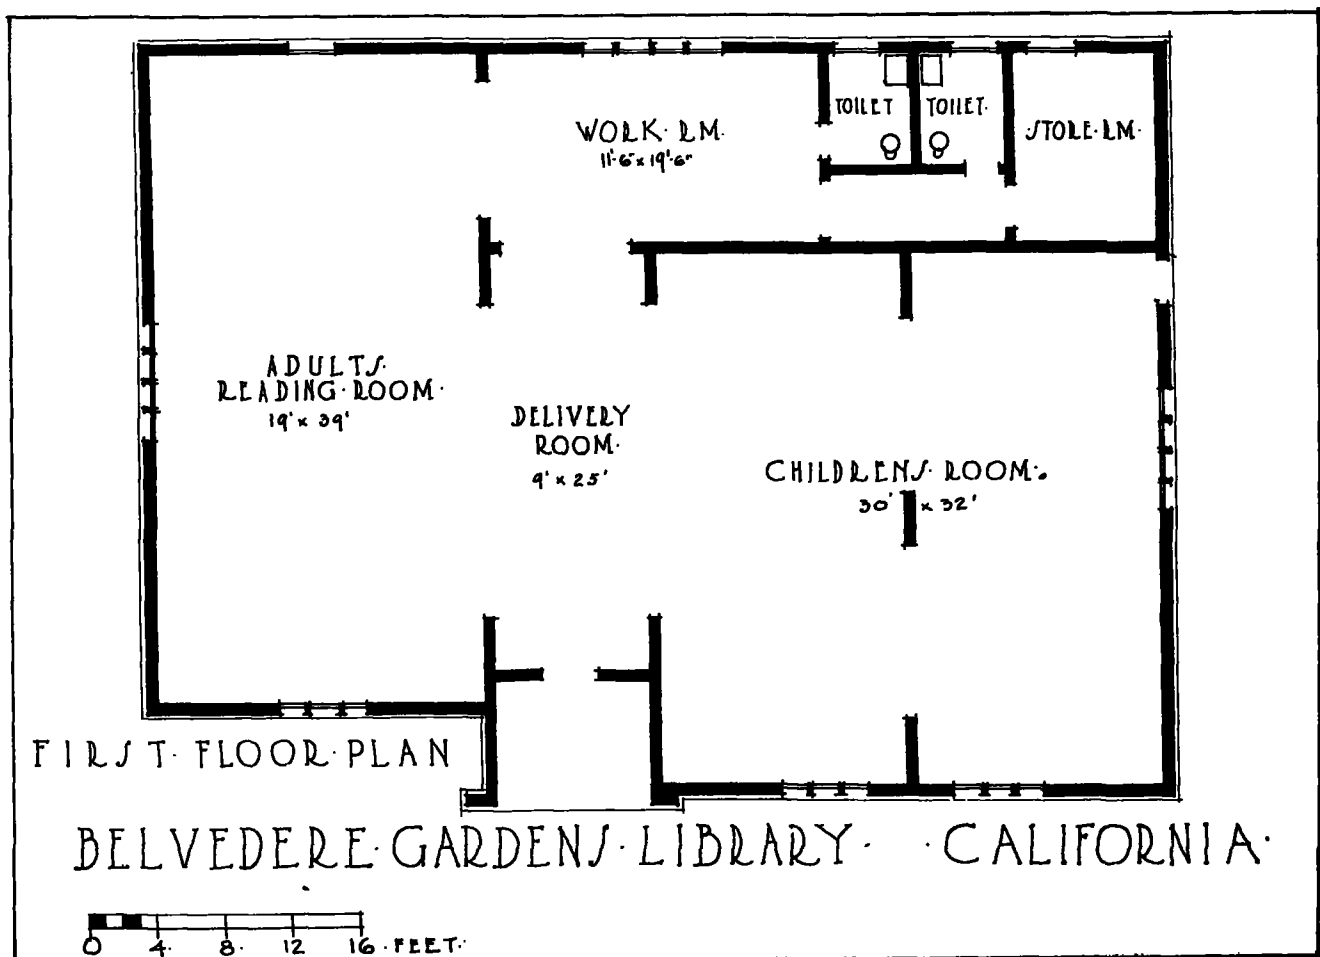 TOILET
TOILET·
WORK· RM·
11'-6" x 19'-6"
STORE·RM·
ADULTS·
READING·ROOM·
19' x 39'
DELIVERY
ROOM·
9' x 25'
CHILDRENS· ROOM·
30' x 32'
FIRST· FLOOR· PLAN
BELVEDERE· GARDENS· LIBRARY· ·CALIFORNIA·
0 4· 8· 12 16 ·FEET·